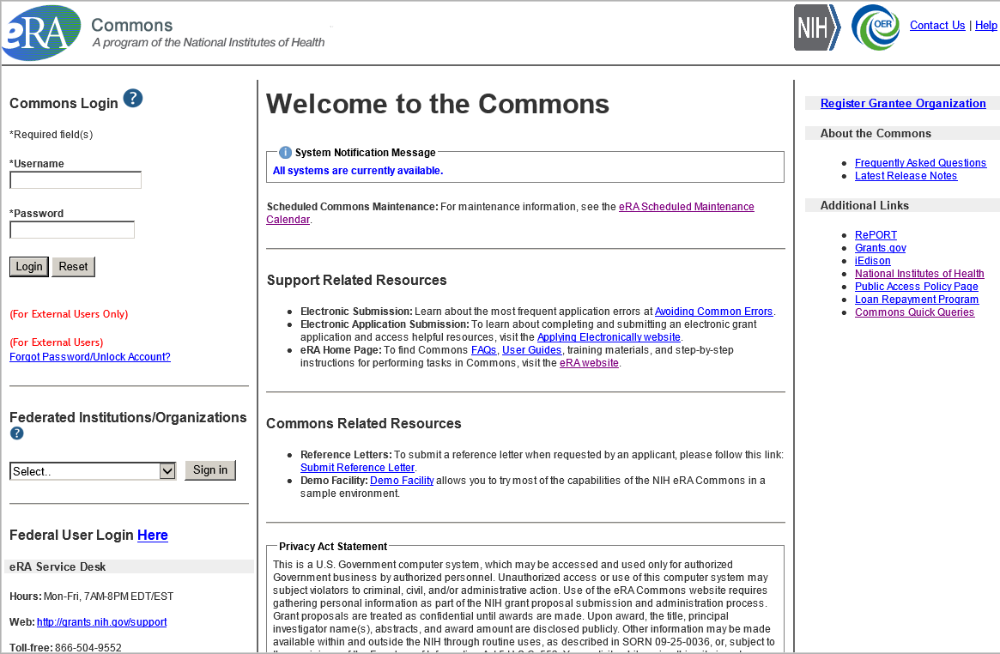 eRA
Commons
A program of the National Institutes of Health
NIH
OER
Contact Us | Help
Commons Login ?
*Required field(s)
*Username
*Password
Login Reset
(For External Users Only)
(For External Users)
Forgot Password/Unlock Account?
Federated Institutions/Organizations
?
Select.. Sign in
Federal User Login Here
eRA Service Desk
Hours: Mon-Fri, 7AM-8PM EDT/EST
Web: http://grants.nih.gov/support
Toll-free: 866-504-9552
Welcome to the Commons
i System Notification Message
All systems are currently available.
Scheduled Commons Maintenance: For maintenance information, see the eRA Scheduled Maintenance
Calendar.
Support Related Resources
• Electronic Submission: Learn about the most frequent application errors at Avoiding Common Errors.
• Electronic Application Submission: To learn about completing and submitting an electronic grant
application and access helpful resources, visit the Applying Electronically website.
• eRA Home Page: To find Commons FAQs, User Guides, training materials, and step-by-step
instructions for performing tasks in Commons, visit the eRA website.
Commons Related Resources
• Reference Letters: To submit a reference letter when requested by an applicant, please follow this link:
Submit Reference Letter.
• Demo Facility: Demo Facility allows you to try most of the capabilities of the NIH eRA Commons in a
sample environment.
Privacy Act Statement
This is a U.S. Government computer system, which may be accessed and used only for authorized
Government business by authorized personnel. Unauthorized access or use of this computer system may
subject violators to criminal, civil, and/or administrative action. Use of the eRA Commons website requires
gathering personal information as part of the NIH grant proposal submission and administration process.
Grant proposals are treated as confidential until awards are made. Upon award, the title, principal
investigator name(s), abstracts, and award amount are disclosed publicly. Other information may be made
available within and outside the NIH through routine uses, as described in SORN 09-25-0036, or, subject to
Register Grantee Organization
About the Commons
• Frequently Asked Questions
• Latest Release Notes
Additional Links
• RePORT
• Grants.gov
• iEdison
• National Institutes of Health
• Public Access Policy Page
• Loan Repayment Program
• Commons Quick Queries